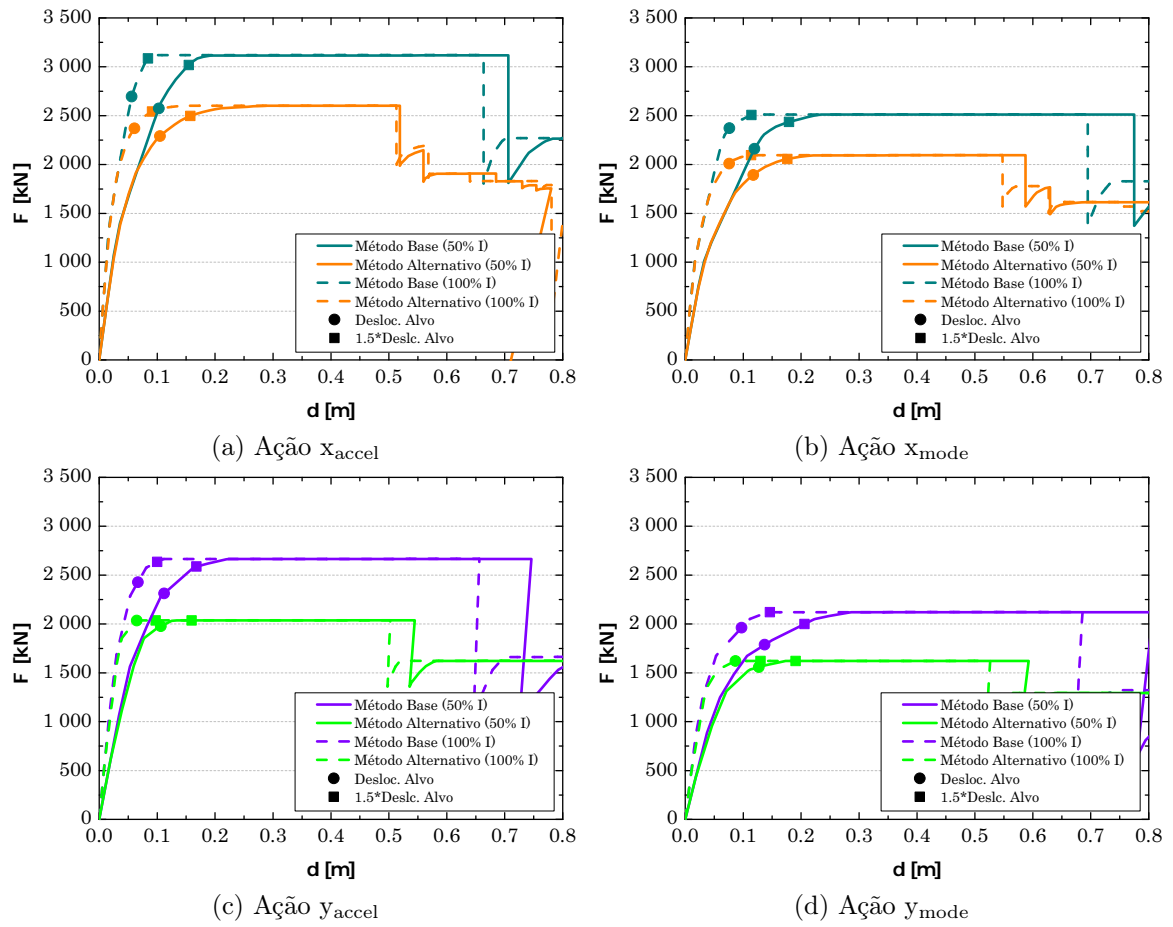 3 500
3 000
2 500
2 000
1 500
1 000
500
0
F [kN]
0.0 0.1 0.2 0.3 0.4 0.5 0.6 0.7 0.8
d [m]
Método Base (50% I)
Método Alternativo (50% I)
Método Base (100% I)
Método Alternativo (100% I)
Desloc. Alvo
1.5*Deslc. Alvo
(a) Ação x accel
3 500
3 000
2 500
2 000
1 500
1 000
500
0
F [kN]
0.0 0.1 0.2 0.3 0.4 0.5 0.6 0.7 0.8
d [m]
Método Base (50% I)
Método Alternativo (50% I)
Método Base (100% I)
Método Alternativo (100% I)
Desloc. Alvo
1.5*Deslc. Alvo
(b) Ação x mode
3 500
3 000
2 500
2 000
1 500
1 000
500
0
F [kN]
0.0 0.1 0.2 0.3 0.4 0.5 0.6 0.7 0.8
d [m]
Método Base (50% I)
Método Alternativo (50% I)
Método Base (100% I)
Método Alternativo (100% I)
Desloc. Alvo
1.5*Deslc. Alvo
(c) Ação y accel
3 500
3 000
2 500
2 000
1 500
1 000
500
0
F [kN]
0.0 0.1 0.2 0.3 0.4 0.5 0.6 0.7 0.8
d [m]
Método Base (50% I)
Método Alternativo (50% I)
Método Base (100% I)
Método Alternativo (100% I)
Desloc. Alvo
1.5*Deslc. Alvo
(d) Ação y mode